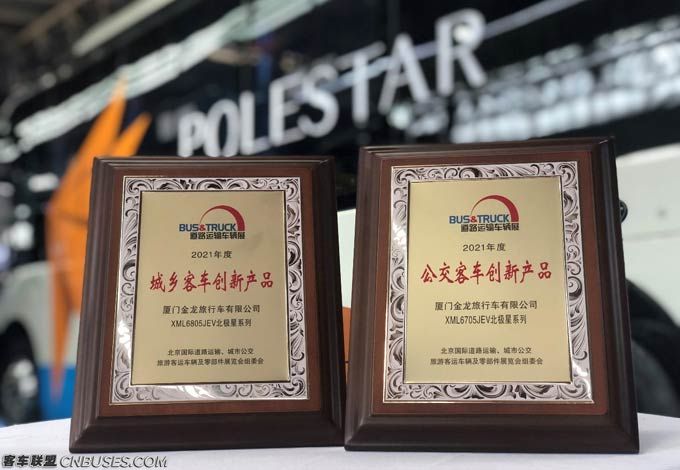 POLESTAR
BUS&TRUCK
道路运输车辆展
2021年度
城乡客车创新产品
厦门金龙旅行车有限公司
XML6805JEV北极星系列
北京国际道路运输、城市公交
旅游客运车辆及零部件展览会组委会
BUS&TRUCK
道路运输车辆展
2021年度
公交客车创新产品
厦门金龙旅行车有限公司
XML6705JEV北极星系列
北京国际道路运输、城市公交
旅游客运车辆及零部件展览会组委会
客车联盟 CNBUSES.COM